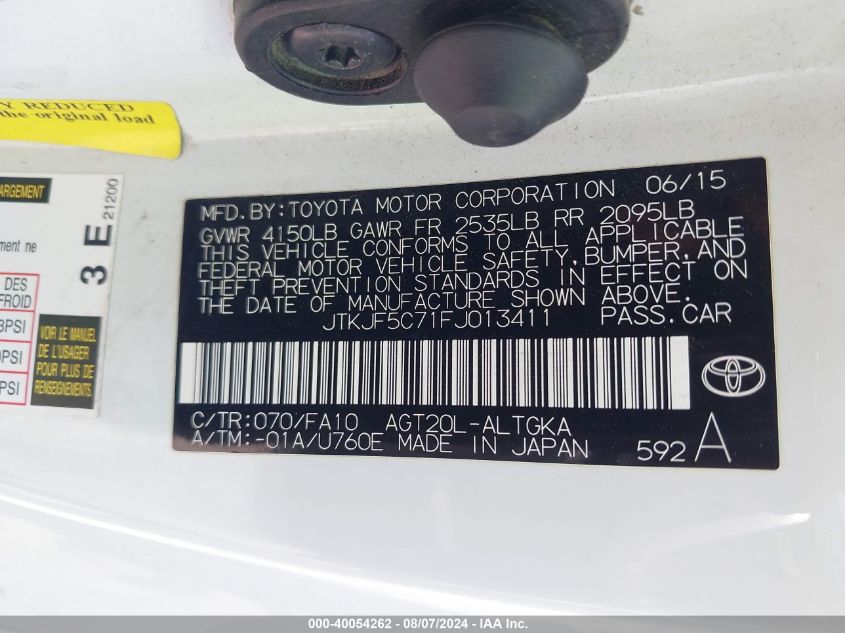 Y REDUCED
the original load
ARGEMENT
ment ne
DES
FROID
3PSI
0PSI
PSI
3 E 21200
VOIR LE MANUEL
DE L'USAGER
POUR PLUS DE
RENSEIGNEMENTS
MFD.BY:TOYOTA MOTOR CORPORATION 06/15
GVWR 4150LB GAWR FR 2535LB RR 2095LB
THIS VEHICLE CONFORMS TO ALL APPLICABLE
FEDERAL MOTOR VEHICLE SAFETY,BUMPER,AND
THEFT PREVENTION STANDARDS IN EFFECT ON
THE DATE OF MANUFACTURE SHOWN ABOVE.
JTKJF5C71FJ013411 PASS.CAR
C/TR:070/FA10 AGT20L-ALTGKA
A/TM:-01A/U760E MADE IN JAPAN 592 A
000-40054262 - 08/07/2024 - IAA Inc.